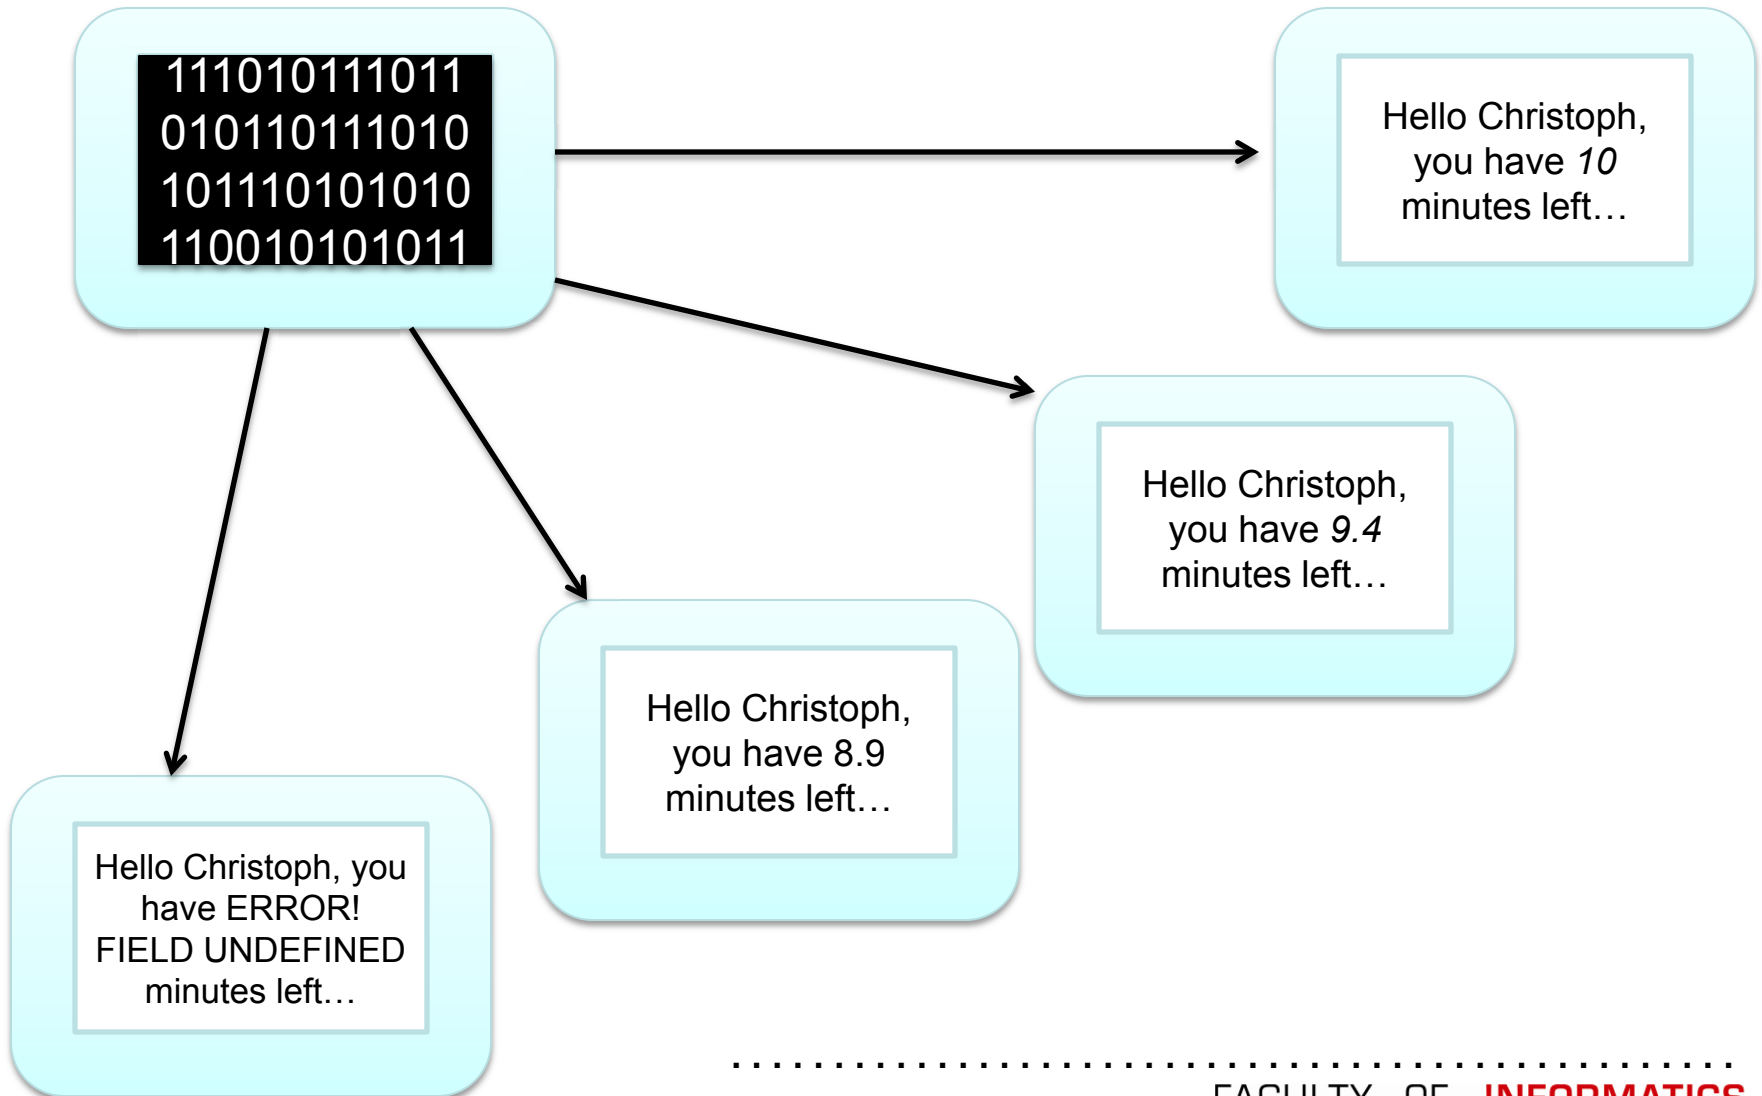 111010111011
010110111010
101110101010
110010101011
Hello Christoph,
you have 10
minutes left…
Hello Christoph,
you have 9.4
minutes left…
Hello Christoph,
you have 8.9
minutes left…
Hello Christoph, you
have ERROR!
FIELD UNDEFINED
minutes left…
FACULTY OF INFORMATICS